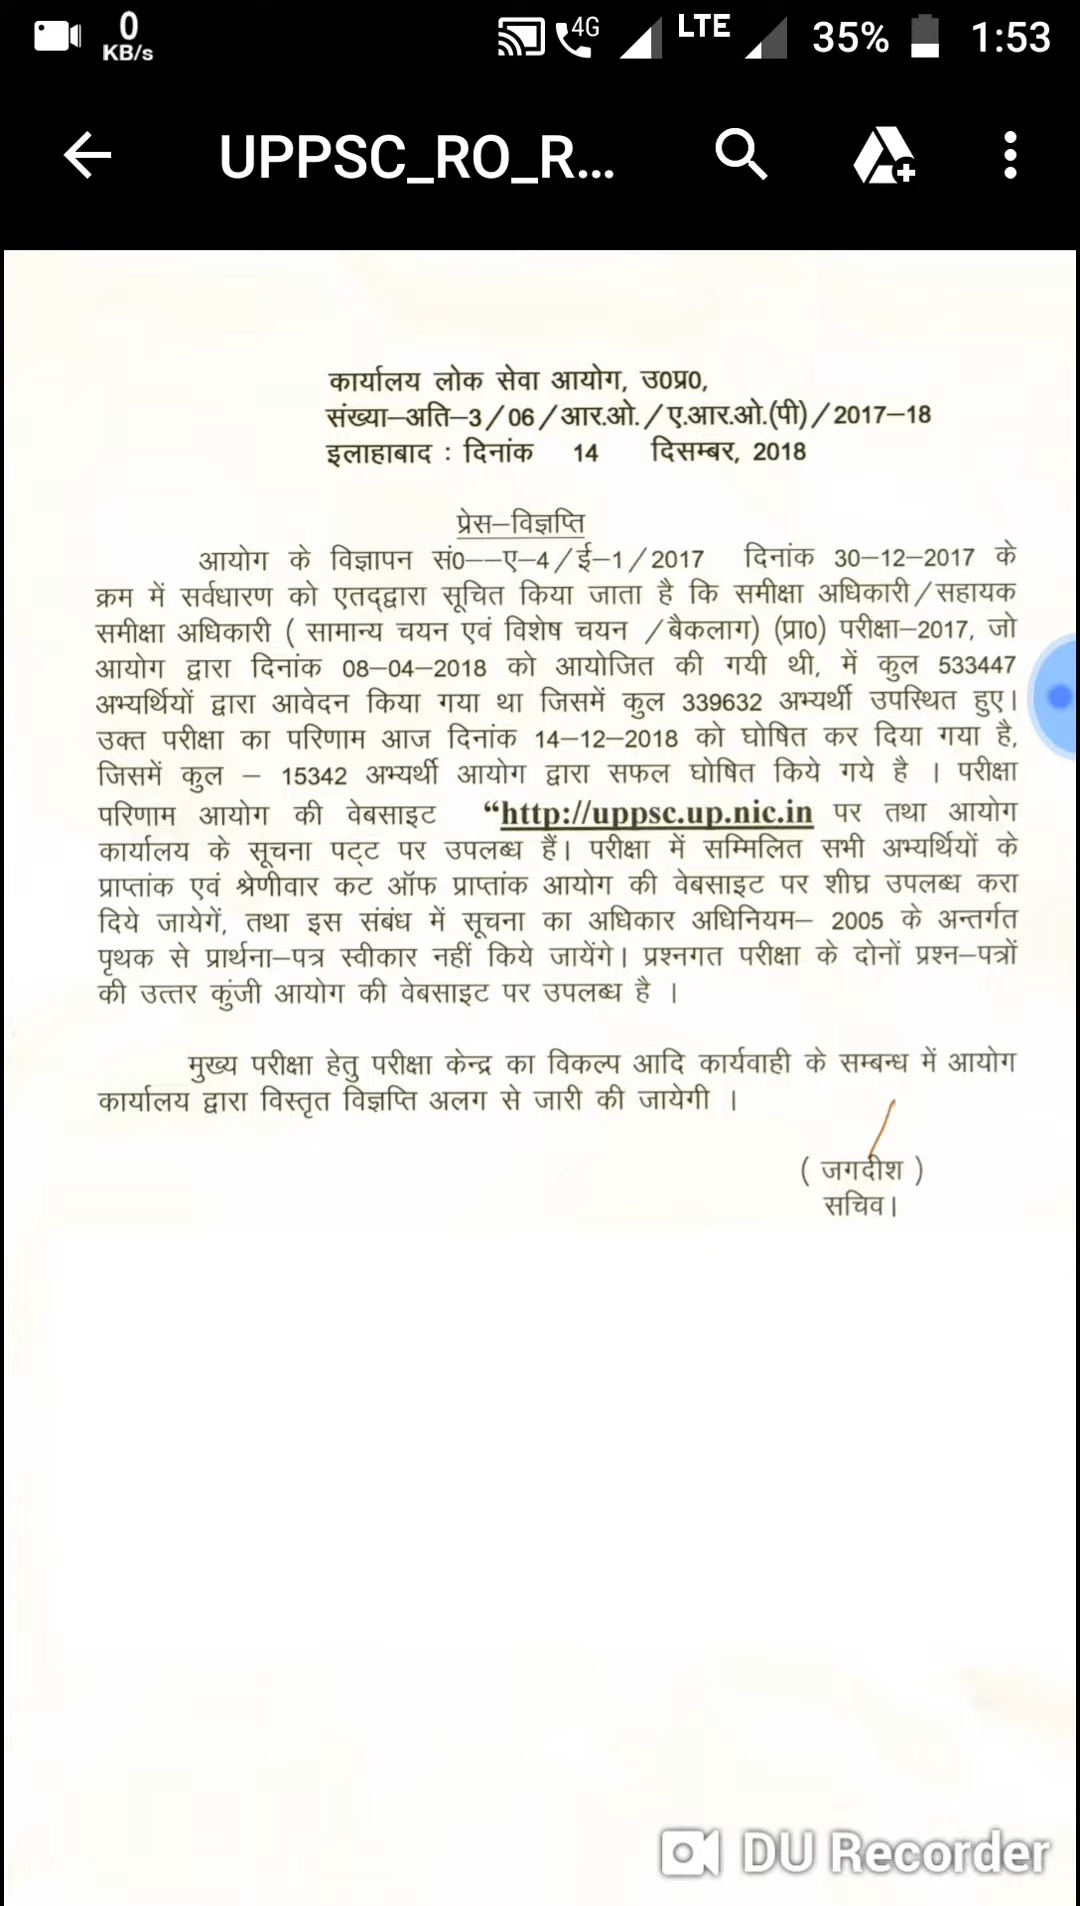 0
KB/s
4G
LTE
35%
1:53
UPPSC_RO_R...
कार्यालय लोक सेवा आयोग, उ0प्र0,
संख्या–अति–3/06/आर.ओ./ए.आर.ओ.(पी)/2017–18
इलाहाबाद : दिनांक 14 दिसम्बर, 2018
प्रेस–विज्ञप्ति
आयोग के विज्ञापन सं0––ए–4/ई–1/2017 दिनांक 30–12–2017 के
क्रम में सर्वधारण को एतद्द्वारा सूचित किया जाता है कि समीक्षा अधिकारी/सहायक
समीक्षा अधिकारी ( सामान्य चयन एवं विशेष चयन /बैकलाग) (प्रा0) परीक्षा–2017, जो
आयोग द्वारा दिनांक 08–04–2018 को आयोजित की गयी थी, में कुल 533447
अभ्यर्थियों द्वारा आवेदन किया गया था जिसमें कुल 339632 अभ्यर्थी उपस्थित हुए।
उक्त परीक्षा का परिणाम आज दिनांक 14–12–2018 को घोषित कर दिया गया है,
जिसमें कुल – 15342 अभ्यर्थी आयोग द्वारा सफल घोषित किये गये है । परीक्षा
परिणाम आयोग की वेबसाइट “http://uppsc.up.nic.in पर तथा आयोग
कार्यालय के सूचना पट्ट पर उपलब्ध हैं। परीक्षा में सम्मिलित सभी अभ्यर्थियों के
प्राप्तांक एवं श्रेणीवार कट ऑफ प्राप्तांक आयोग की वेबसाइट पर शीघ्र उपलब्ध करा
दिये जायेगें, तथा इस संबंध में सूचना का अधिकार अधिनियम– 2005 के अन्तर्गत
पृथक से प्रार्थना–पत्र स्वीकार नहीं किये जायेंगे। प्रश्नगत परीक्षा के दोनों प्रश्न–पत्रों
की उत्तर कुंजी आयोग की वेबसाइट पर उपलब्ध है ।
मुख्य परीक्षा हेतु परीक्षा केन्द्र का विकल्प आदि कार्यवाही के सम्बन्ध में आयोग
कार्यालय द्वारा विस्तृत विज्ञप्ति अलग से जारी की जायेगी ।
( जगदीश )
सचिव।
DU Recorder